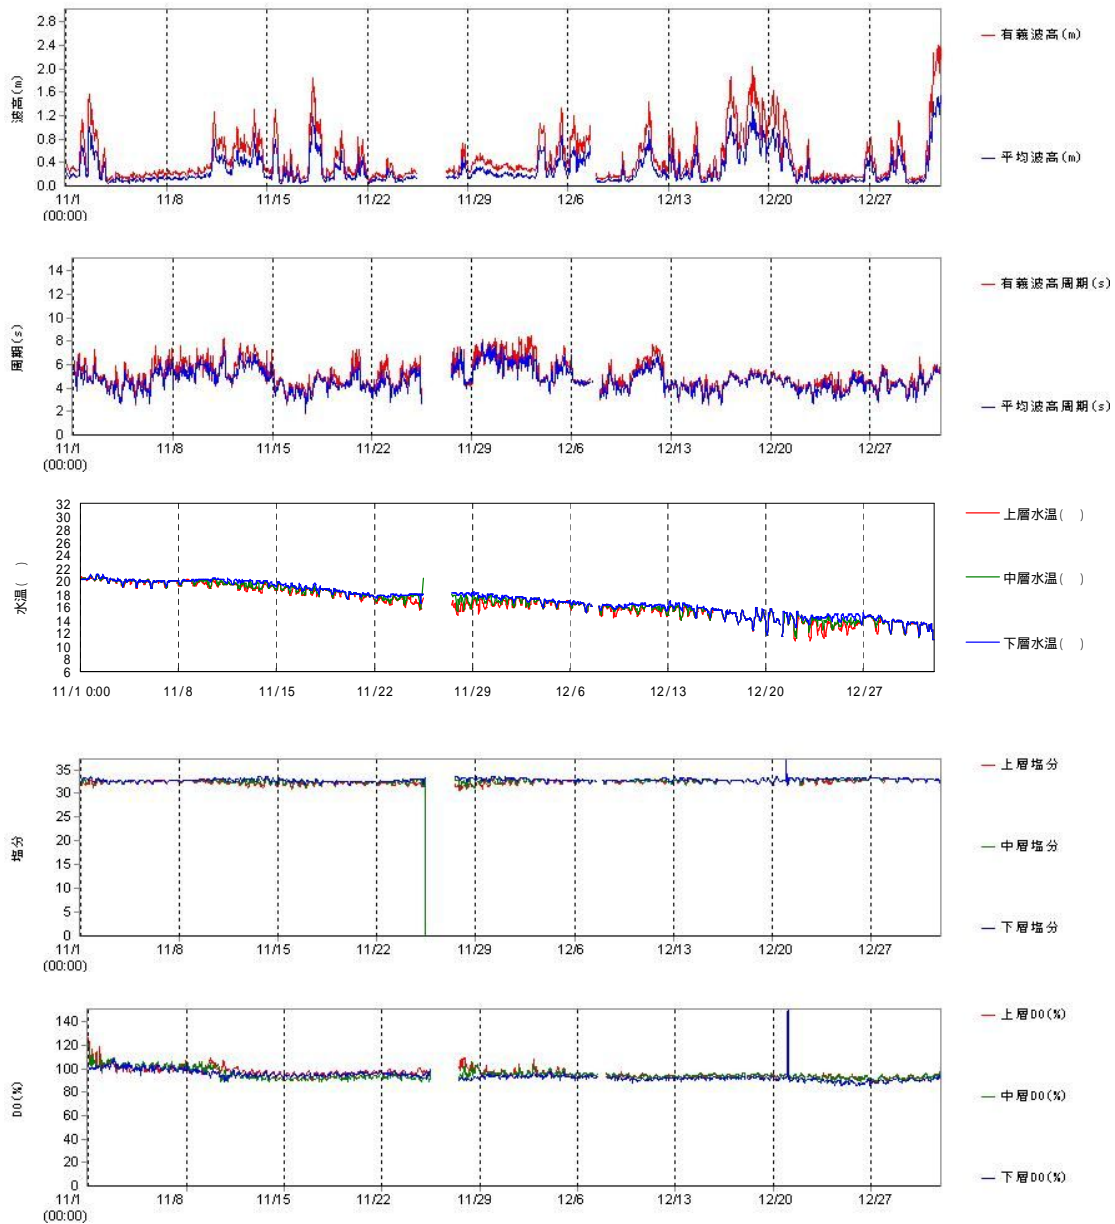 波高(m)
2.8
2.4
2.0
1.6
1.2
0.8
0.4
0.0
11/1 11/8 11/15 11/22 11/29 12/6 12/13 12/20 12/27
(00:00)
有義波高(m)
平均波高(m)
周期(s)
14
12
10
8
6
4
2
0
11/1 11/8 11/15 11/22 11/29 12/6 12/13 12/20 12/27
(00:00)
有義波高周期(s)
平均波高周期(s)
水温( )
32
30
28
26
24
22
20
18
16
14
12
10
8
6
11/1 0:00 11/8 11/15 11/22 11/29 12/6 12/13 12/20 12/27
上層水温( )
中層水温( )
下層水温( )
塩分
35
30
25
20
15
10
5
0
11/1 11/8 11/15 11/22 11/29 12/6 12/13 12/20 12/27
(00:00)
上層塩分
中層塩分
下層塩分
DO(%)
140
120
100
80
60
40
20
0
11/1 11/8 11/15 11/22 11/29 12/6 12/13 12/20 12/27
(00:00)
上層DO(%)
中層DO(%)
下層DO(%)